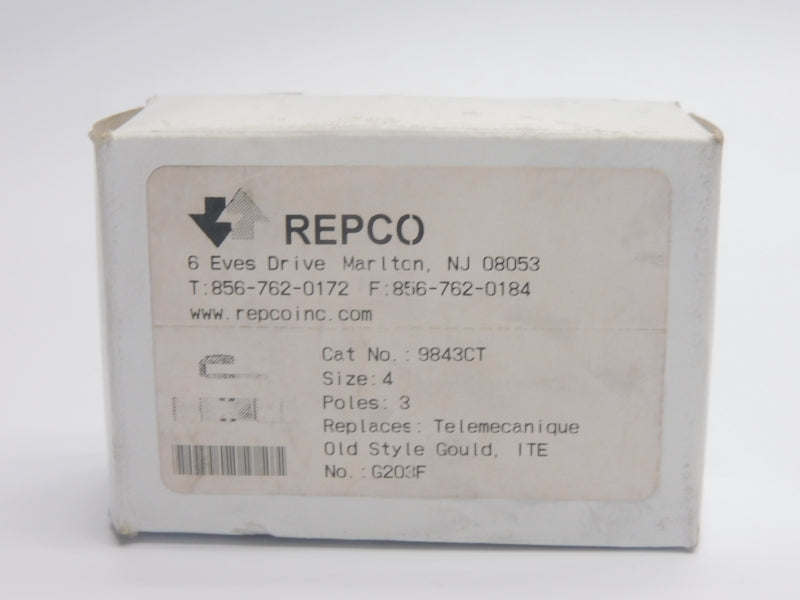 REPCO
6 Eves Drive Marlton, NJ 08053
T:856-762-0172 F:856-762-0184
www.repcoinc.com
Cat No.: 9843CT
Size: 4
Poles: 3
Replaces: Telemecanique
Old Style Gould, ITE
No.: G203F